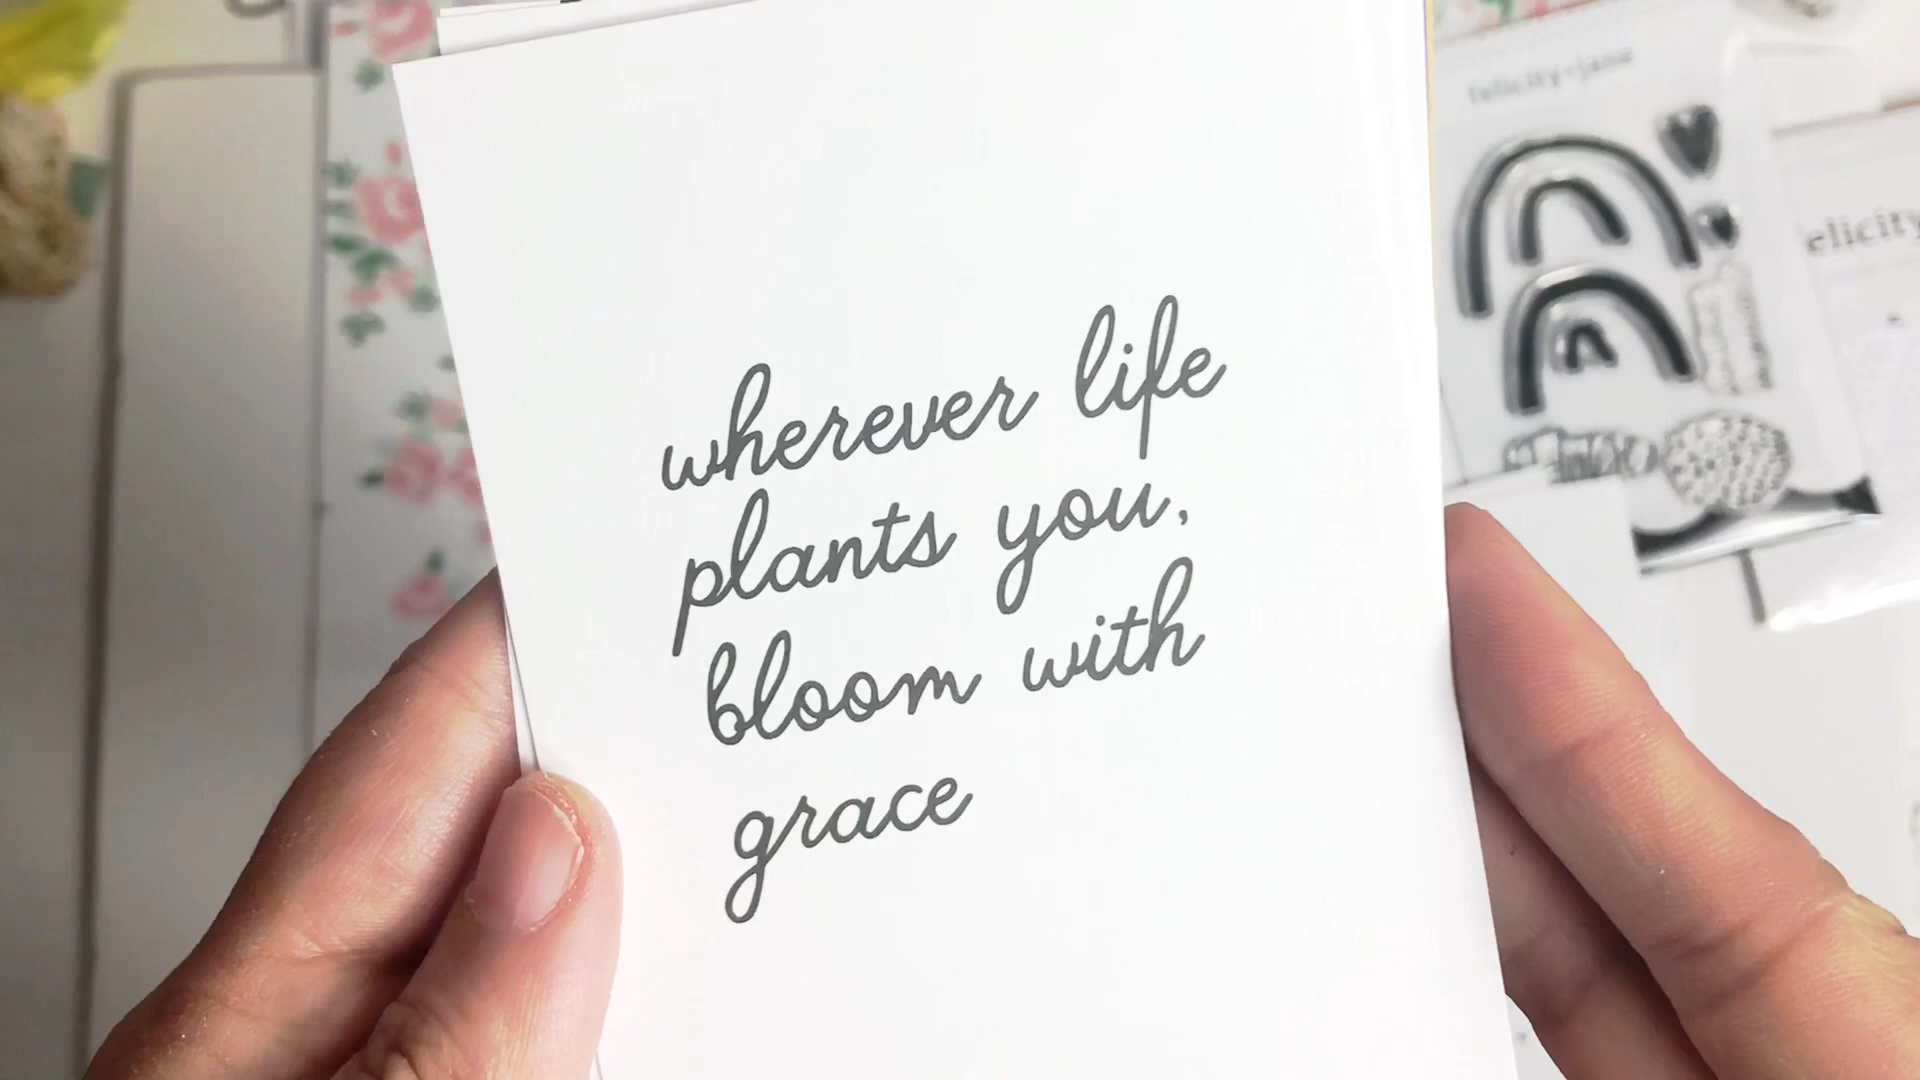 wherever life
plants you,
bloom with
grace
felicity+jane
elicity